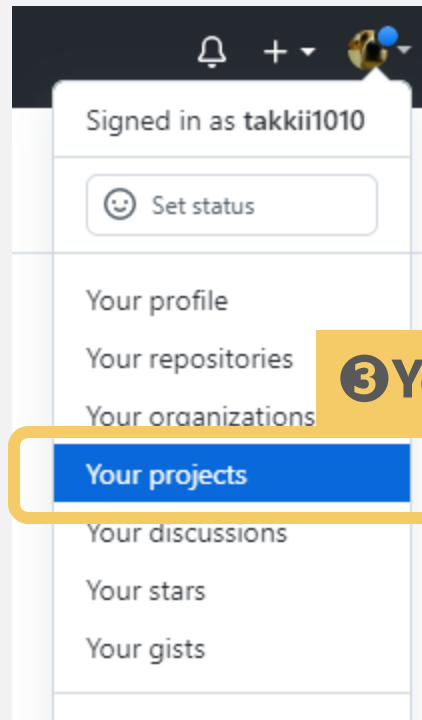 Signed in as takkii1010
Set status
Your profile
Your repositories
❸Y
Your organizations
Your projects
Your discussions
Your stars
Your gists